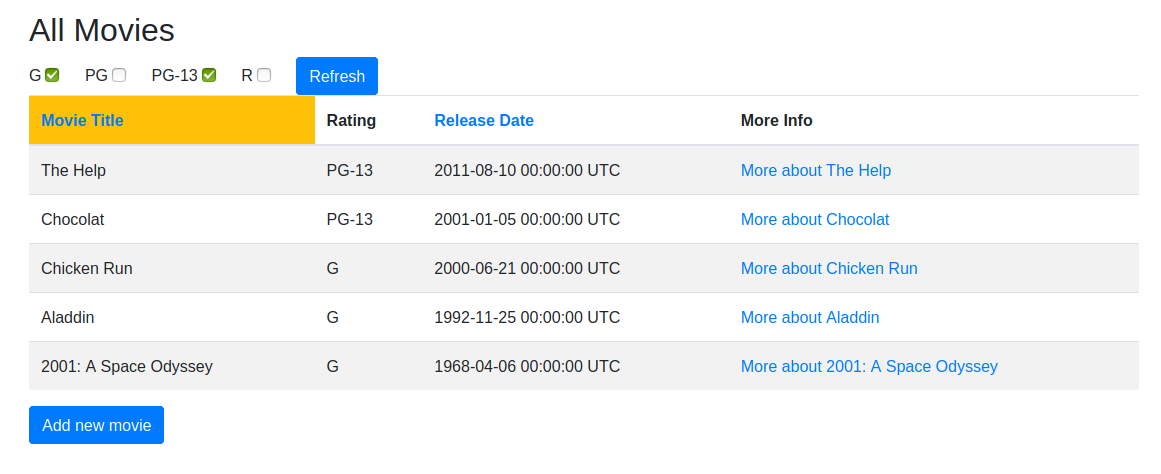 All Movies
G PG PG-13 R Refresh
Movie Title Rating Release Date More Info
The Help PG-13 2011-08-10 00:00:00 UTC More about The Help
Chocolat PG-13 2001-01-05 00:00:00 UTC More about Chocolat
Chicken Run G 2000-06-21 00:00:00 UTC More about Chicken Run
Aladdin G 1992-11-25 00:00:00 UTC More about Aladdin
2001: A Space Odyssey G 1968-04-06 00:00:00 UTC More about 2001: A Space Odyssey
Add new movie